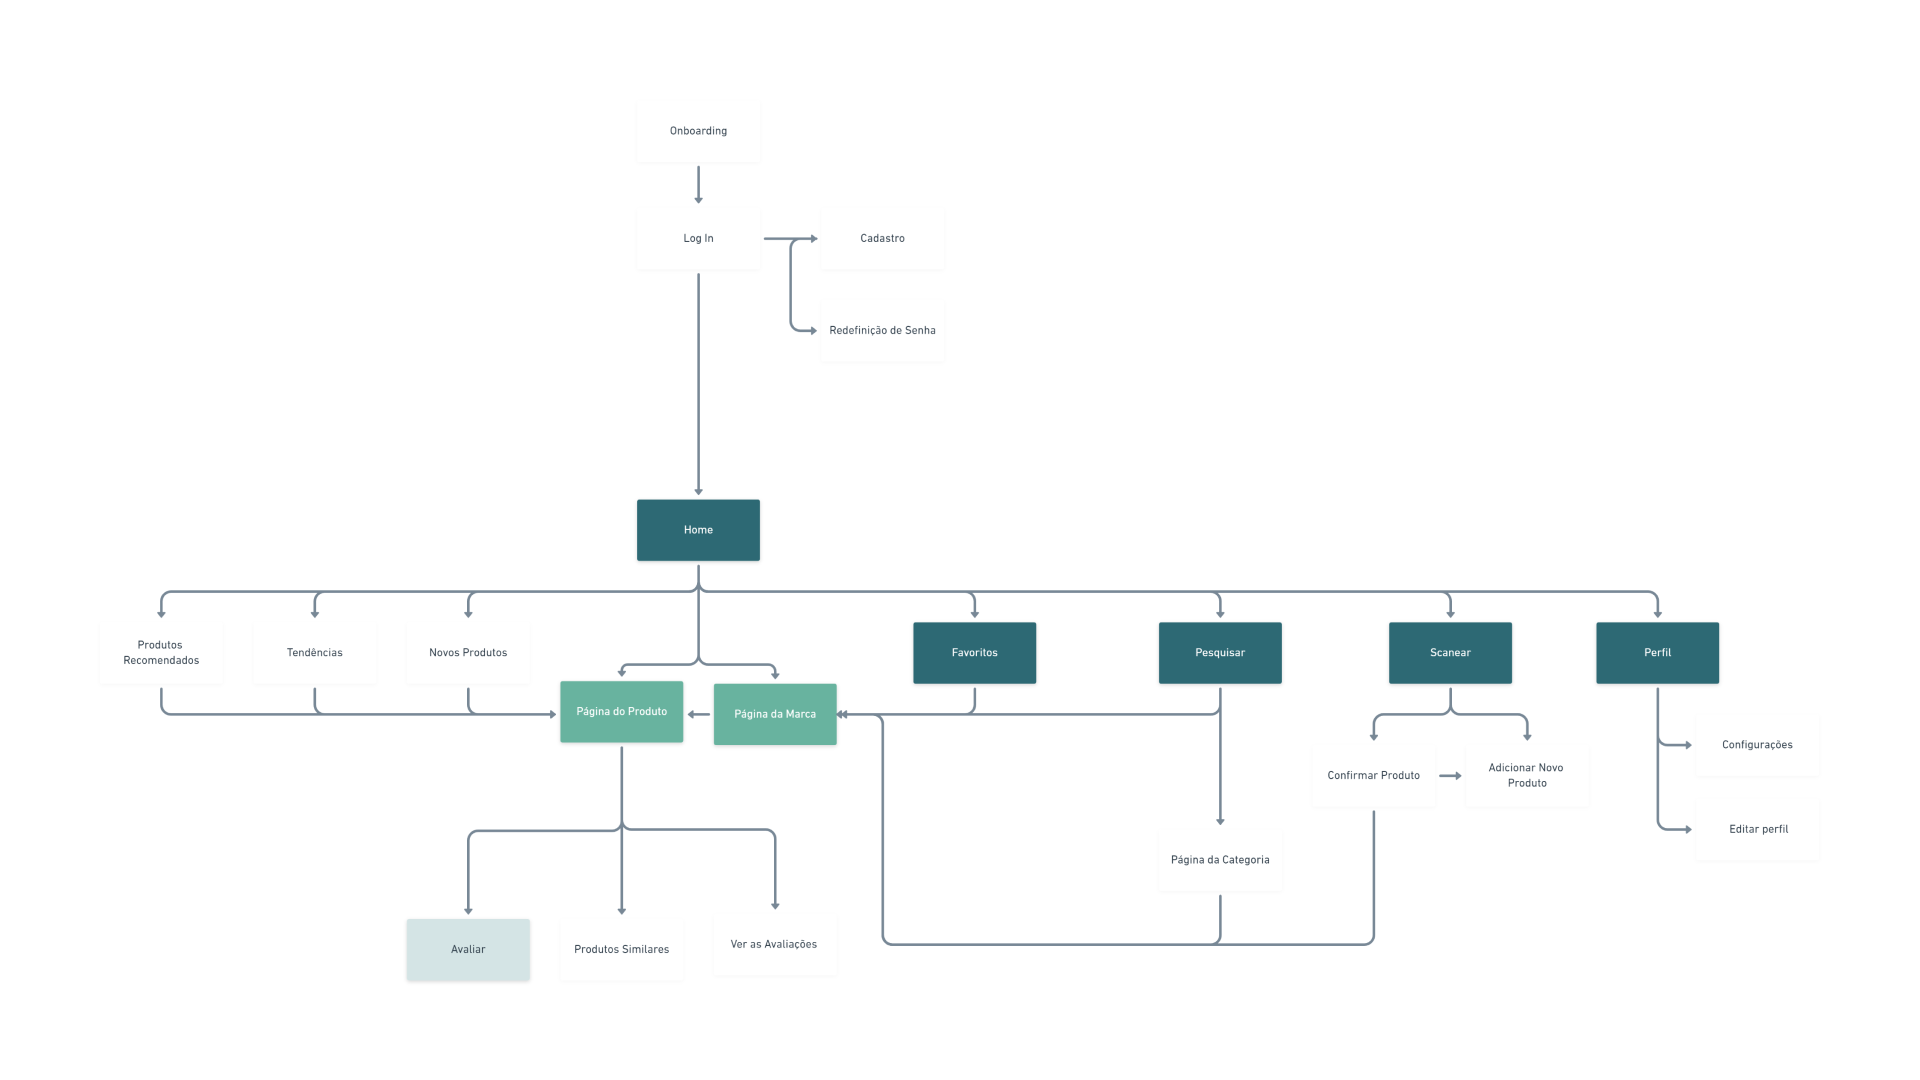 Onboarding
Log In
Cadastro
Redefinição de Senha
Home
Produtos
Recomendados
Tendências
Novos Produtos
Favoritos
Pesquisar
Scanear
Perfil
Página do Produto
Página da Marca
Configurações
Confirmar Produto
Adicionar Novo
Produto
Editar perfil
Página da Categoria
Avaliar
Produtos Similares
Ver as Avaliações